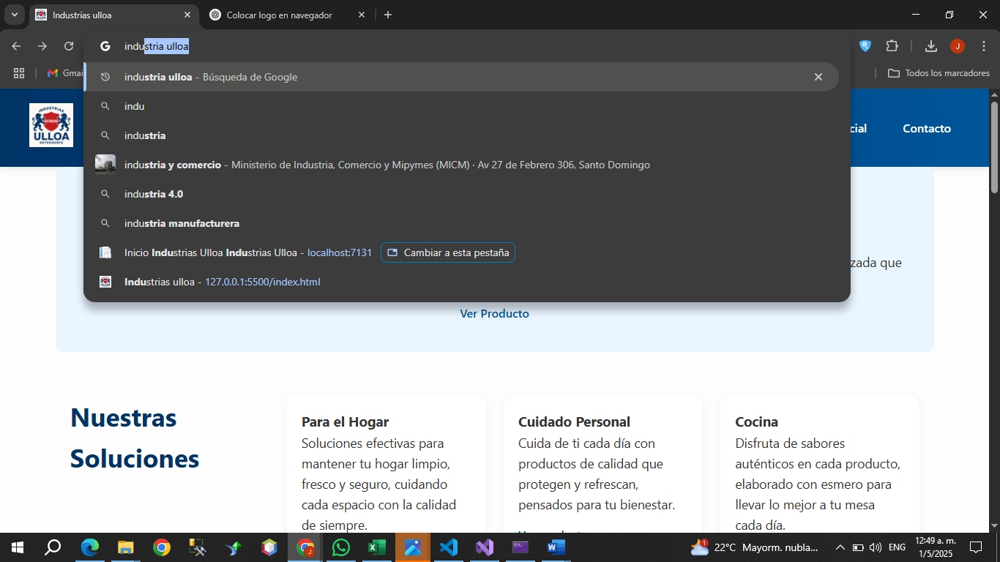 Industrias ulloa
Colocar logo en navegador
industria ulloa
Gmai
Todos los marcadores
industria ulloa - Búsqueda de Google
indu
industria
industria y comercio - Ministerio de Industria, Comercio y Mipymes (MICM) · Av 27 de Febrero 306, Santo Domingo
industria 4.0
industria manufacturera
Inicio Industrias Ulloa Industrias Ulloa - localhost:7131 Cambiar a esta pestaña
Industrias ulloa - 127.0.0.1:5500/index.html
INDUSTRIAS
ULLOA
DETERGENTE
cial
Contacto
zada que
Ver Producto
Nuestras
Soluciones
Para el Hogar
Soluciones efectivas para
mantener tu hogar limpio,
fresco y seguro, cuidando
cada espacio con la calidad
de siempre.
Cuidado Personal
Cuida de ti cada día con
productos de calidad que
protegen y refrescan,
pensados para tu bienestar.
Cocina
Disfruta de sabores
auténticos en cada producto,
elaborado con esmero para
llevar lo mejor a tu mesa
cada día.
22°C Mayorm. nubla...
ENG
12:49 a. m.
1/5/2025